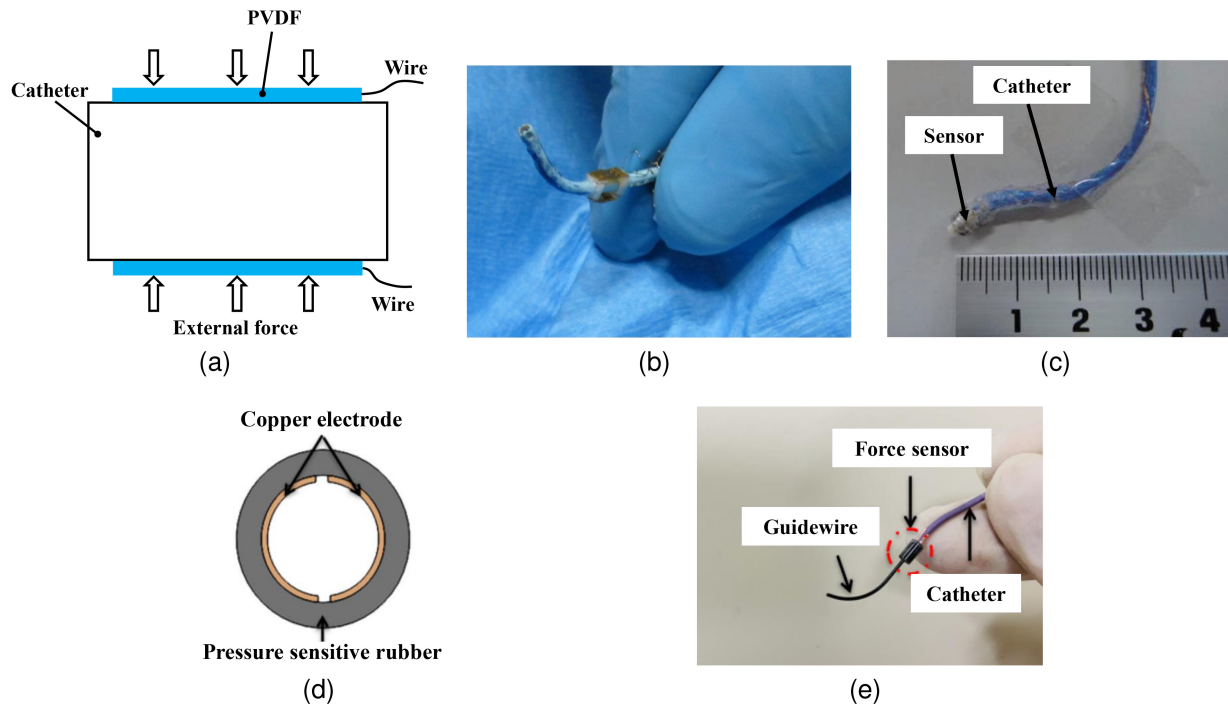 PVDF
Wire
Catheter
Wire
External force
(a)
(b)
Catheter
Sensor
1 2 3 4
(c)
Copper electrode
Pressure sensitive rubber
(d)
Force sensor
Guidewire
Catheter
(e)